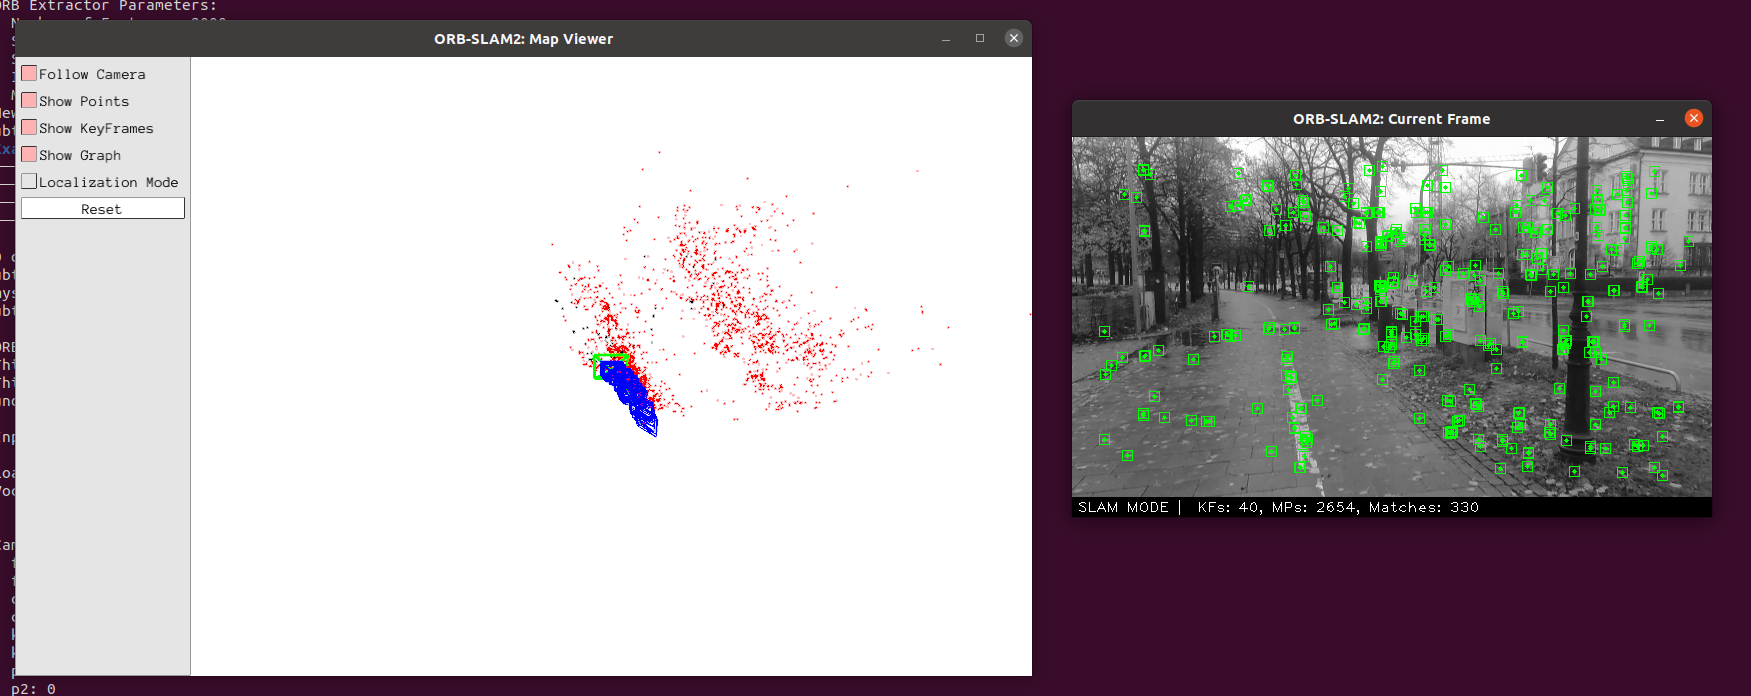 ORB Extractor Parameters:
ORB-SLAM2: Map Viewer
Follow Camera
Show Points
Show KeyFrames
Show Graph
Localization Mode
Reset
p2: 0
ORB-SLAM2: Current Frame
SLAM MODE | KFs: 40, MPs: 2654, Matches: 330